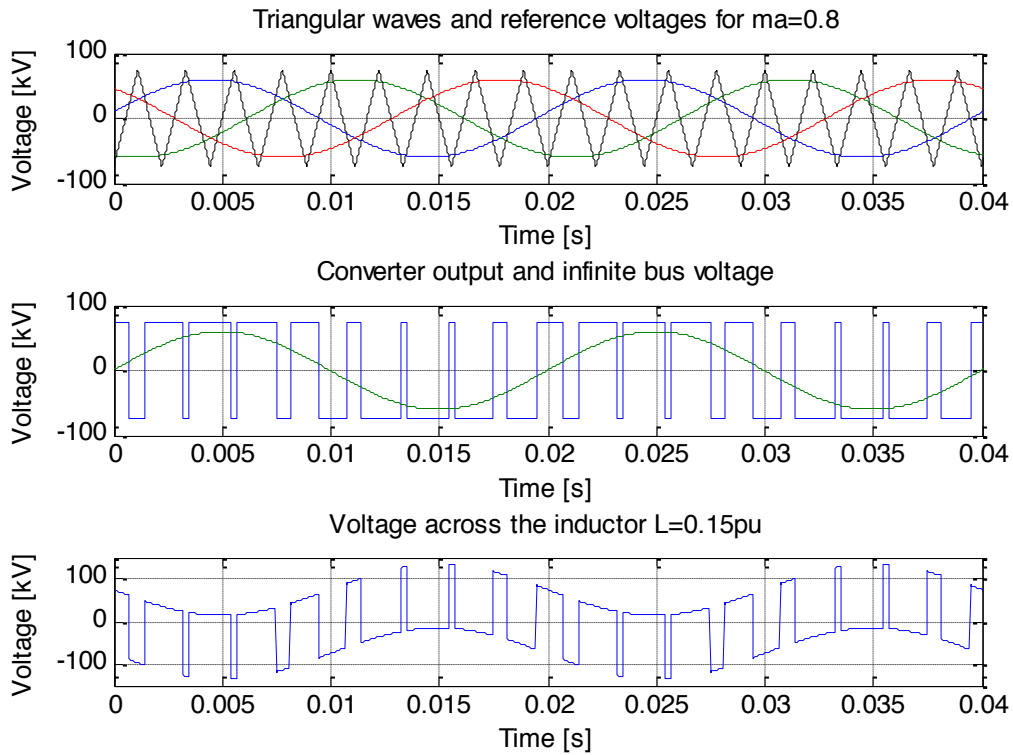 Triangular waves and reference voltages for ma=0.8
Voltage [kV]
100
0
-100
0 0.005 0.01 0.015 0.02 0.025 0.03 0.035 0.04
Time [s]
Converter output and infinite bus voltage
Voltage [kV]
100
0
-100
0 0.005 0.01 0.015 0.02 0.025 0.03 0.035 0.04
Time [s]
Voltage across the inductor L=0.15pu
Voltage [kV]
100
0
-100
0 0.005 0.01 0.015 0.02 0.025 0.03 0.035 0.04
Time [s]